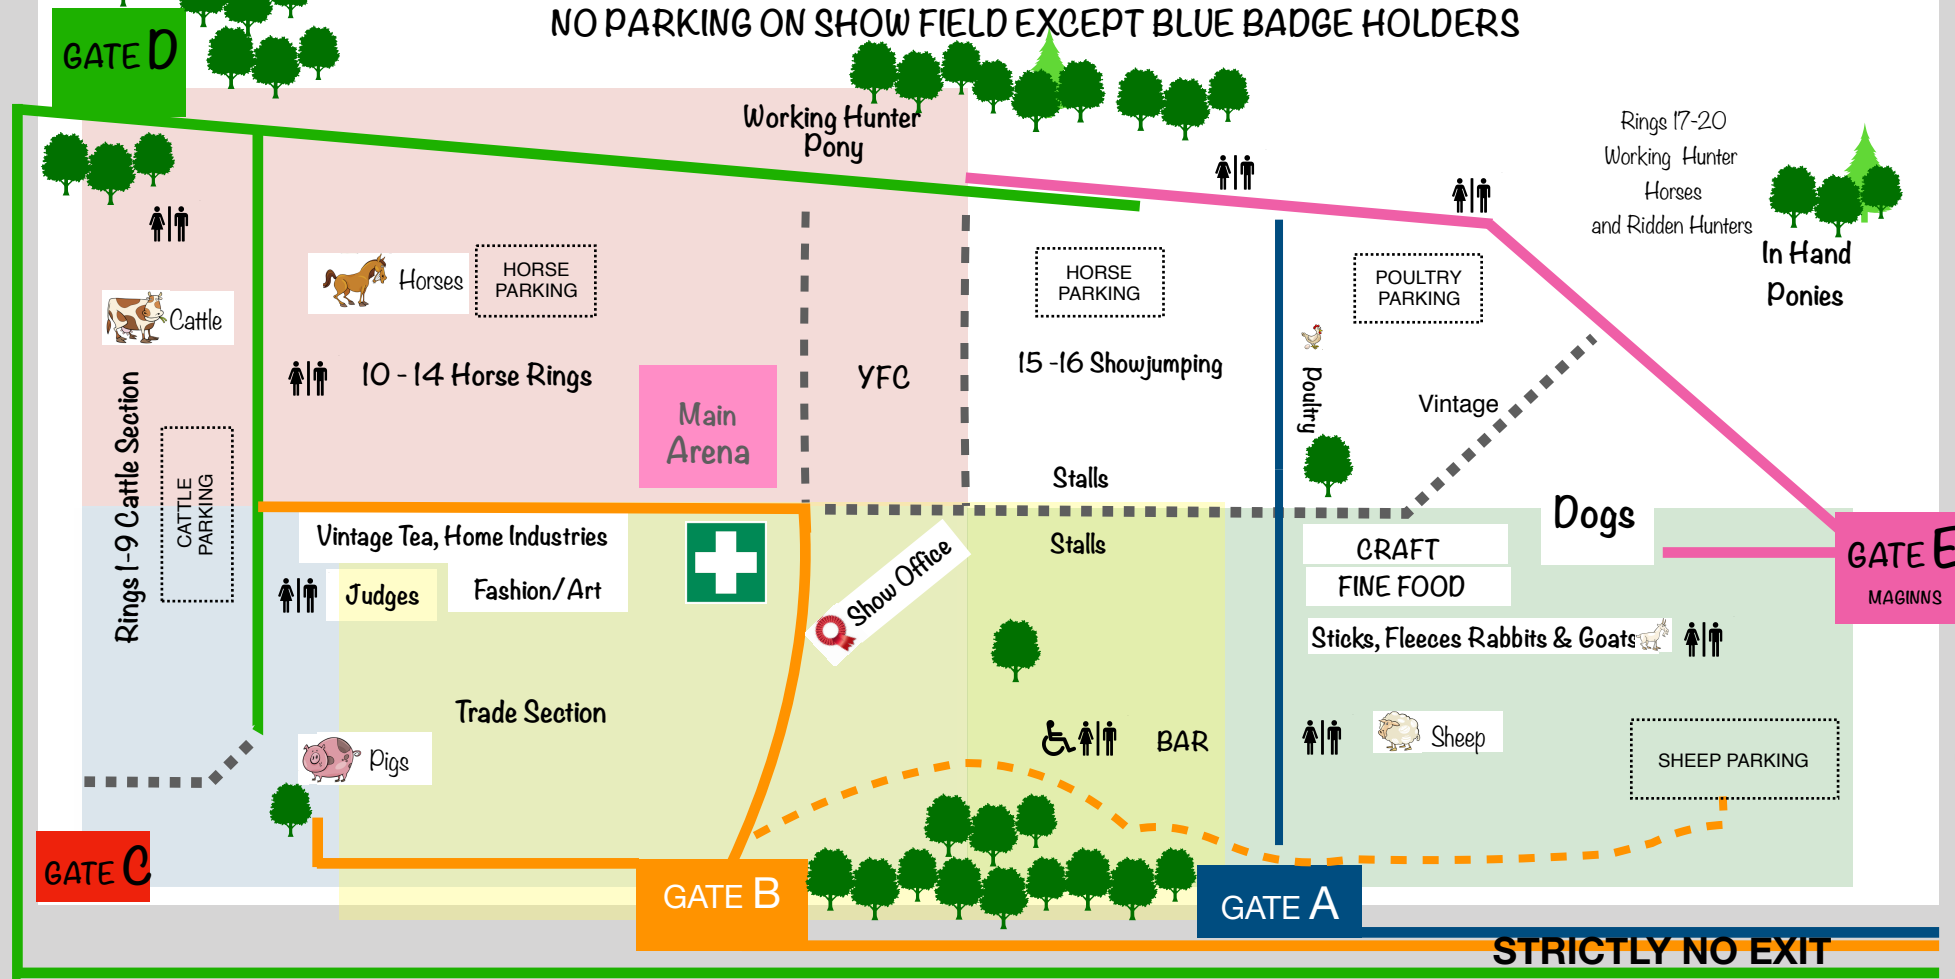 NO PARKING ON SHOW FIELD EXCEPT BLUE BADGE HOLDERS
GATE D
Working Hunter
Pony
Rings 17-20
Working Hunter
Horses
and Ridden Hunters
In Hand
Ponies
Horses
HORSE
PARKING
HORSE
PARKING
POULTRY
PARKING
Cattle
10 - 14 Horse Rings
Main
Arena
YFC
15 -16 Showjumping
Poultry
Vintage
Rings 1 -9 Cattle Section
CATTLE
PARKING
Stalls
Stalls
Dogs
Vintage Tea, Home Industries
Judges
Fashion/Art
Show Office
CRAFT
FINE FOOD
Sticks, Fleeces Rabbits & Goats
GATE E
MAGINNS
Trade Section
Pigs
BAR
Sheep
SHEEP PARKING
GATE C
GATE B
GATE A
STRICTLY NO EXIT